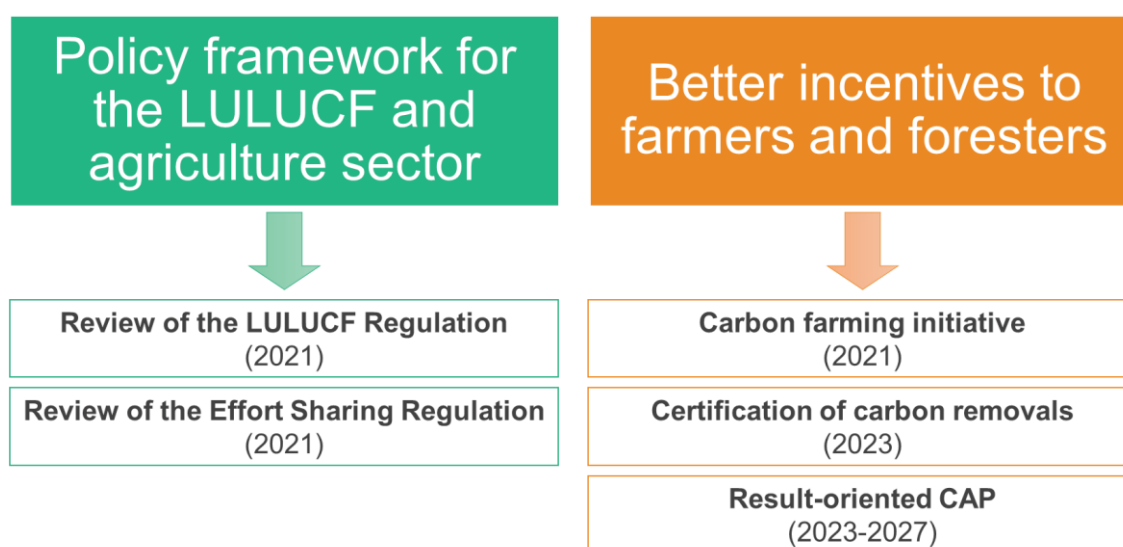 Policy framework for
the LULUCF and
agriculture sector
Review of the LULUCF Regulation
(2021)
Review of the Effort Sharing Regulation
(2021)
Better incentives to
farmers and foresters
Carbon farming initiative
(2021)
Certification of carbon removals
(2023)
Result-oriented CAP
(2023-2027)